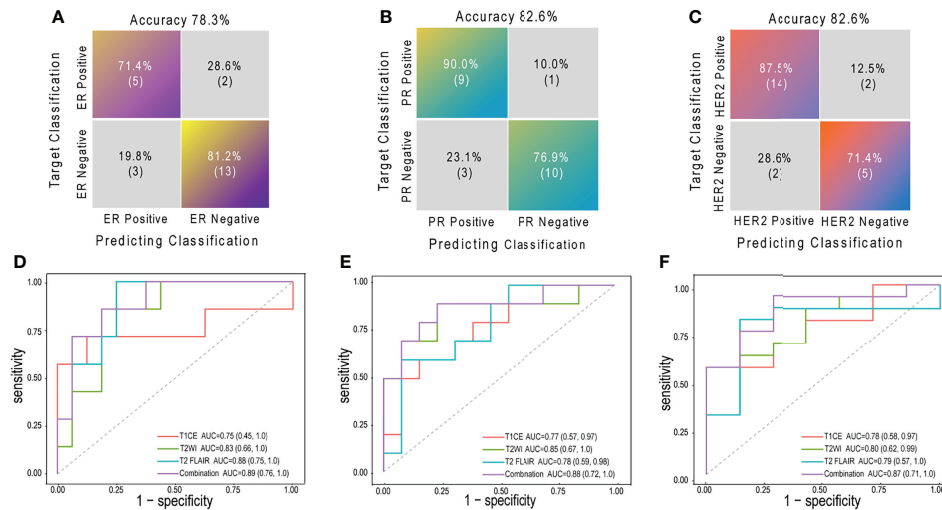 A
Accuracy 78.3%
Target Classification
ER Positive
ER Negative
71.4%
(5)
28.6%
(2)
19.8%
(3)
81.2%
(13)
ER Positive ER Negative
Predicting Classification
B
Accuracy 82.6%
Target Classification
PR Positive
PR Negative
90.0%
(9)
10.0%
(1)
23.1%
(3)
76.9%
(10)
PR Positive PR Negative
Predicting Classification
C
Accuracy 82.6%
Target Classification
HER2 Positive
HER2 Negative
87.5%
(14)
12.5%
(2)
28.6%
(2)
71.4%
(5)
HER2 Positive HER2 Negative
Predicting Classification
D
sensitivity
1.00
0.75
0.50
0.25
0.00
T1CE AUC=0.75 (0.45, 1.0)
T2WI AUC=0.83 (0.66, 1.0)
T2 FLAIR AUC=0.88 (0.75, 1.0)
Combination AUC=0.89 (0.76, 1.0)
0.00 0.25 0.50 0.75 1.00
1 - specificity
E
sensitivity
1.00
0.75
0.50
0.25
0.00
T1CE AUC=0.77 (0.57, 0.97)
T2WI AUC=0.85 (0.67, 1.0)
T2 FLAIR AUC=0.78 (0.59, 0.98)
Combnation AUC=0.88 (0.72, 1.0)
0.00 0.25 0.50 0.75 1.00
1 - specificity
F
sensitivity
1.00
0.75
0.50
0.25
0.00
T1CE AUC=0.78 (0.58, 0.97)
T2WI AUC=0.80 (0.62, 0.99)
T2 FLAIR AUC=0.79 (0.57, 1.0)
Combination AUC=0.87 (0.71, 1.0)
0.00 0.25 0.50 0.75 1.00
1 - specificity